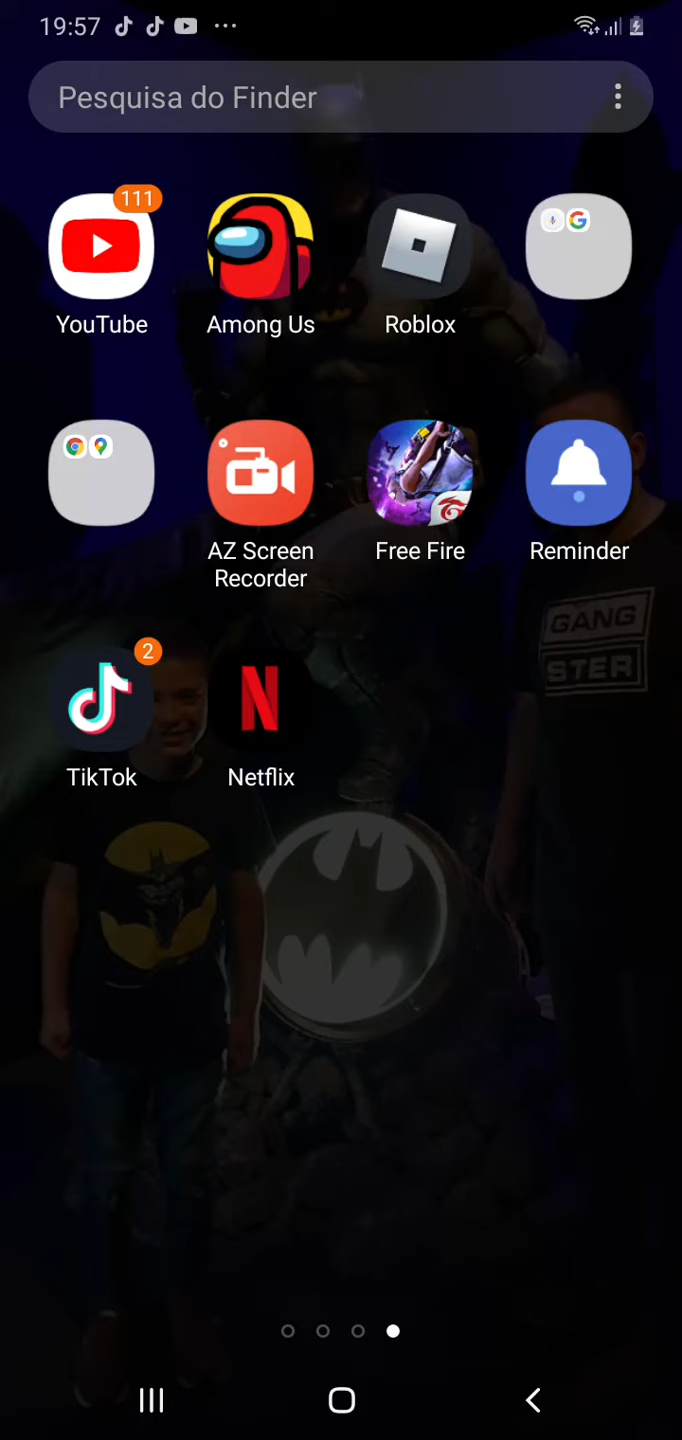 19:57
Pesquisa do Finder
111
YouTube
Among Us
Roblox
AZ Screen
Recorder
Free Fire
Reminder
GANG
STER
2
TikTok
N
Netflix